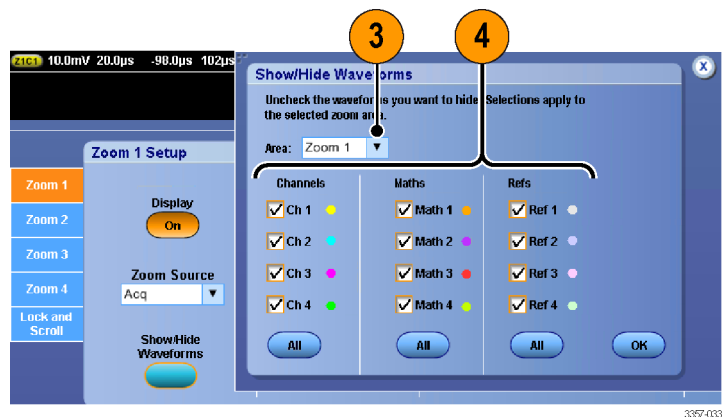 3
4
Z1C1 10.0mV 20.0µs -98.0µs 102µs
Show/Hide Waveforms
X
Uncheck the waveforms you want to hide. Selections apply to
the selected zoom area.
Area: Zoom 1
Zoom 1 Setup
Zoom 1
Zoom 2
Zoom 3
Zoom 4
Lock and
Scroll
Display
On
Zoom Source
Acq
Show/Hide
Waveforms
Channels Maths Refs
Ch 1 Math 1 Ref 1
Ch 2 Math 2 Ref 2
Ch 3 Math 3 Ref 3
Ch 4 Math 4 Ref 4
All All All OK
3357-033